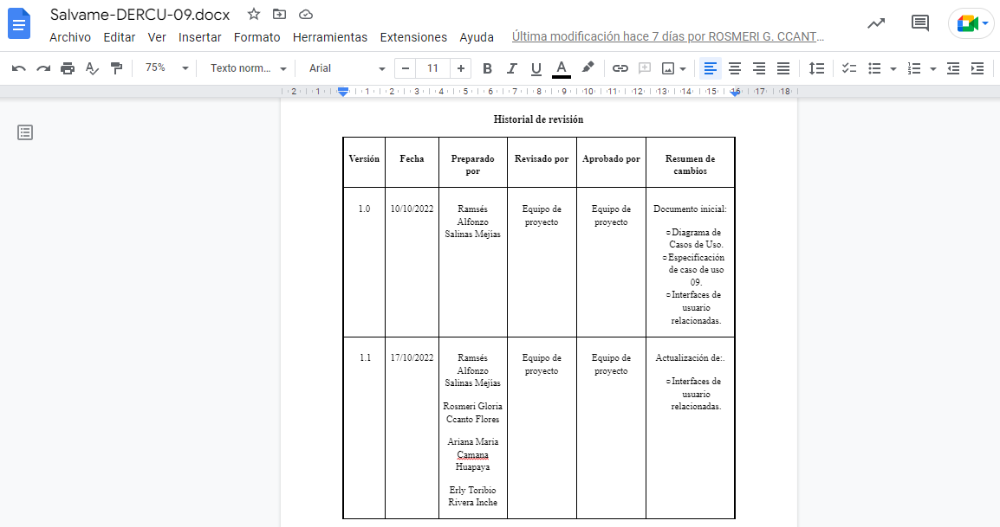 Salvame-DERCU-09.docx
Archivo Editar Ver Insertar Formato Herramientas Extensiones Ayuda Última modificación hace 7 días por ROSMERI G. CCANT...
75% Texto norm... Arial − 11 + B I U A
2 1 1 2 3 4 5 6 7 8 9 10 11 12 13 14 15 16 17 18
Historial de revisión
Versión Fecha Preparado por Revisado por Aprobado por Resumen de cambios
1.0 10/10/2022 Ramsés Alfonzo Salinas Mejías Equipo de proyecto Equipo de proyecto Documento inicial:
Diagrama de
Casos de Uso.
Especificación
de caso de uso
09.
Interfaces de
usuario
relacionadas.
1.1 17/10/2022 Ramsés Alfonzo Salinas Mejías Equipo de proyecto Equipo de proyecto Actualización de:.
Rosmeri Gloria
Ccanto Flores
Ariana Maria
Camana
Huapaya
Erly Toribio
Rivera Inche
Interfaces de
usuario
relacionadas.